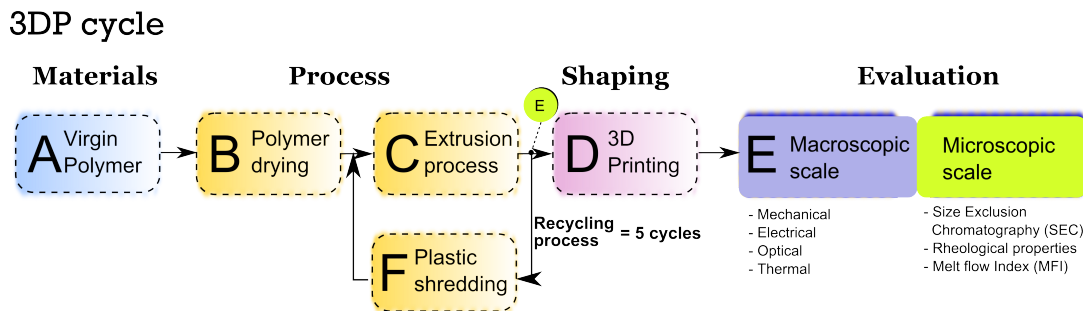 3DP cycle
Materials
Process
Shaping
Evaluation
A Virgin
Polymer
B Polymer
drying
C Extrusion
process
E
D 3D
Printing
E Macroscopic
scale
Microscopic
scale
- Mechanical
- Electrical
- Optical
- Thermal
- Size Exclusion
Chromatography (SEC)
- Rheological properties
- Melt flow Index (MFI)
Recycling
process = 5 cycles
F Plastic
shredding